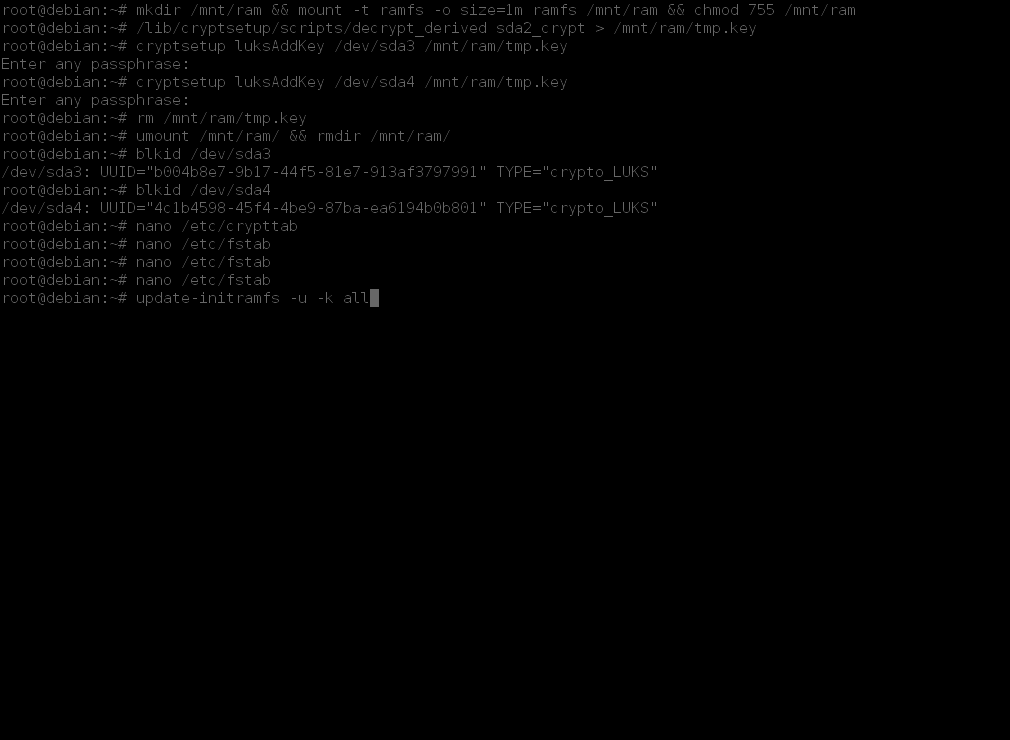 root@debian:~# mkdir /mnt/ram && mount -t ramfs -o size=1m ramfs /mnt/ram && chmod 755 /mnt/ram
root@debian:~# /lib/cryptsetup/scripts/decrypt_derived sda2_crypt > /mnt/ram/tmp.key
root@debian:~# cryptsetup luksAddKey /dev/sda3 /mnt/ram/tmp.key
Enter any passphrase:
root@debian:~# cryptsetup luksAddKey /dev/sda4 /mnt/ram/tmp.key
Enter any passphrase:
root@debian:~# rm /mnt/ram/tmp.key
root@debian:~# umount /mnt/ram/ && rmdir /mnt/ram/
root@debian:~# blkid /dev/sda3
/dev/sda3: UUID="b004b8e7-9b17-44f5-81e7-913af3797991" TYPE="crypto_LUKS"
root@debian:~# blkid /dev/sda4
/dev/sda4: UUID="4c1b4598-45f4-4be9-87ba-ea6194b0b801" TYPE="crypto_LUKS"
root@debian:~# nano /etc/crypttab
root@debian:~# nano /etc/fstab
root@debian:~# nano /etc/fstab
root@debian:~# nano /etc/fstab
root@debian:~# update-initramfs -u -k all